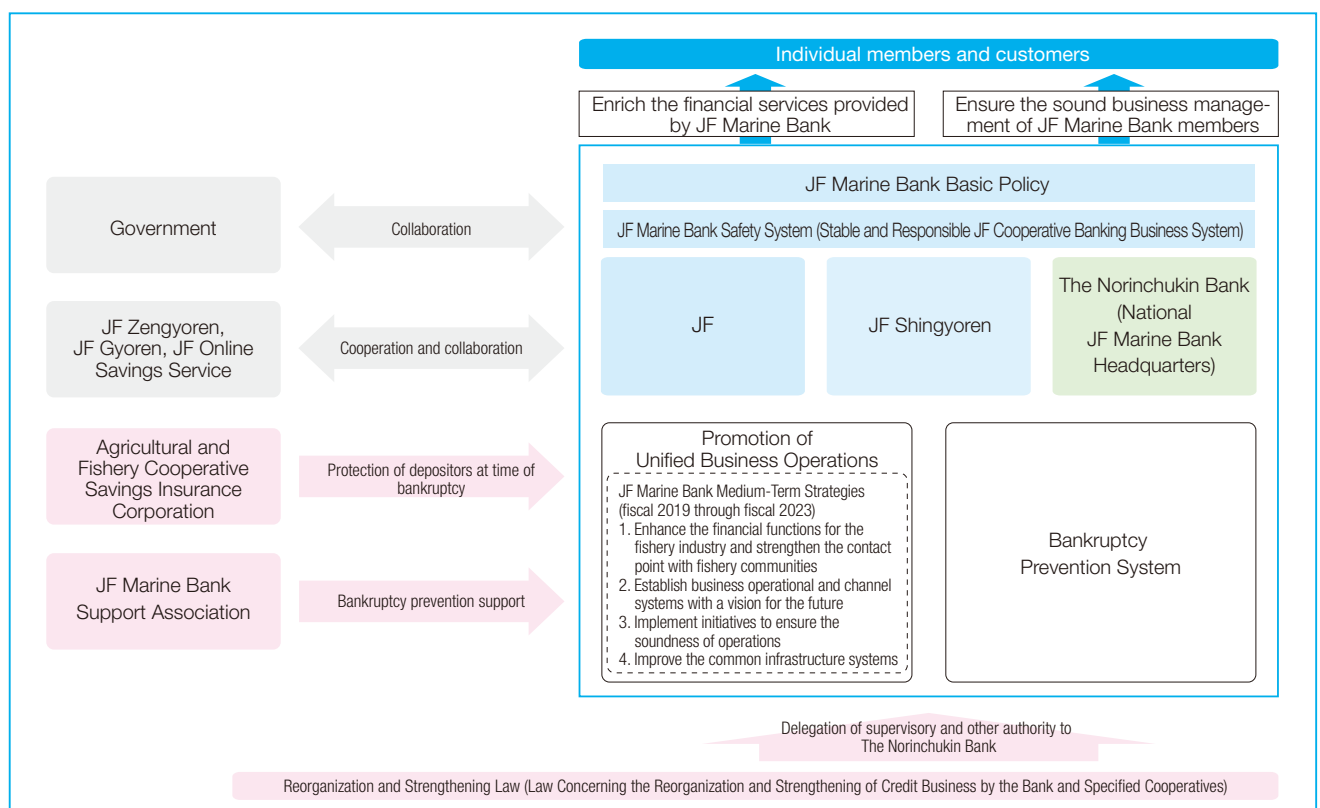 Individual members and customers
Enrich the financial services provided
by JF Marine Bank
Ensure the sound business manage-
ment of JF Marine Bank members
JF Marine Bank Basic Policy
JF Marine Bank Safety System (Stable and Responsible JF Cooperative Banking Business System)
Government
Collaboration
JF Zengyoren,
JF Gyoren, JF Online
Savings Service
Cooperation and collaboration
JF
JF Shingyoren
The Norinchukin Bank
(National
JF Marine Bank
Headquarters)
Agricultural and
Fishery Cooperative
Savings Insurance
Corporation
Protection of depositors at time of
bankruptcy
JF Marine Bank
Support Association
Bankruptcy prevention support
Promotion of
Unified Business Operations
JF Marine Bank Medium-Term Strategies
(fiscal 2019 through fiscal 2023)
1. Enhance the financial functions for the
fishery industry and strengthen the contact
point with fishery communities
2. Establish business operational and channel
systems with a vision for the future
3. Implement initiatives to ensure the
soundness of operations
4. Improve the common infrastructure systems
Bankruptcy
Prevention System
Delegation of supervisory and other authority to
The Norinchukin Bank
Reorganization and Strengthening Law (Law Concerning the Reorganization and Strengthening of Credit Business by the Bank and Specified Cooperatives)